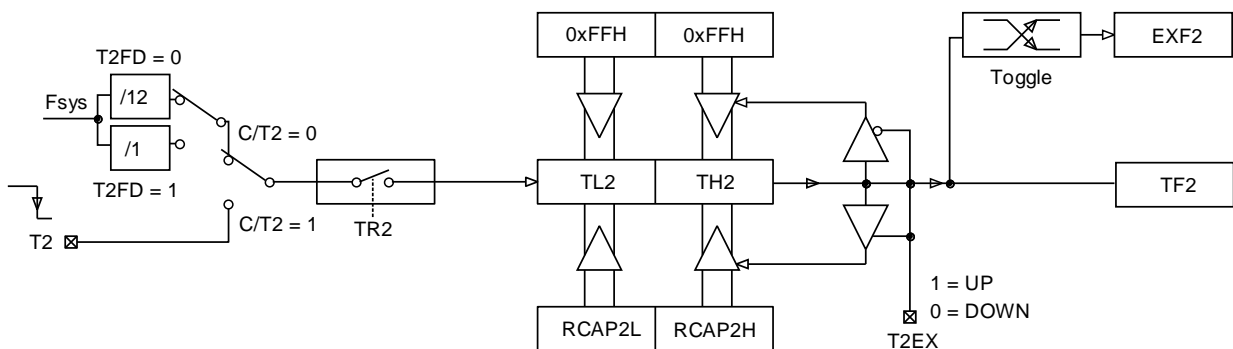 0xFFH 0xFFH
EXF2
Toggle
T2FD = 0
/12
Fsys
C/T2 = 0
/1
T2FD = 1
TL2 TH2
TF2
TR2
C/T2 = 1
T2
1 = UP
0 = DOWN
RCAP2L RCAP2H
T2EX